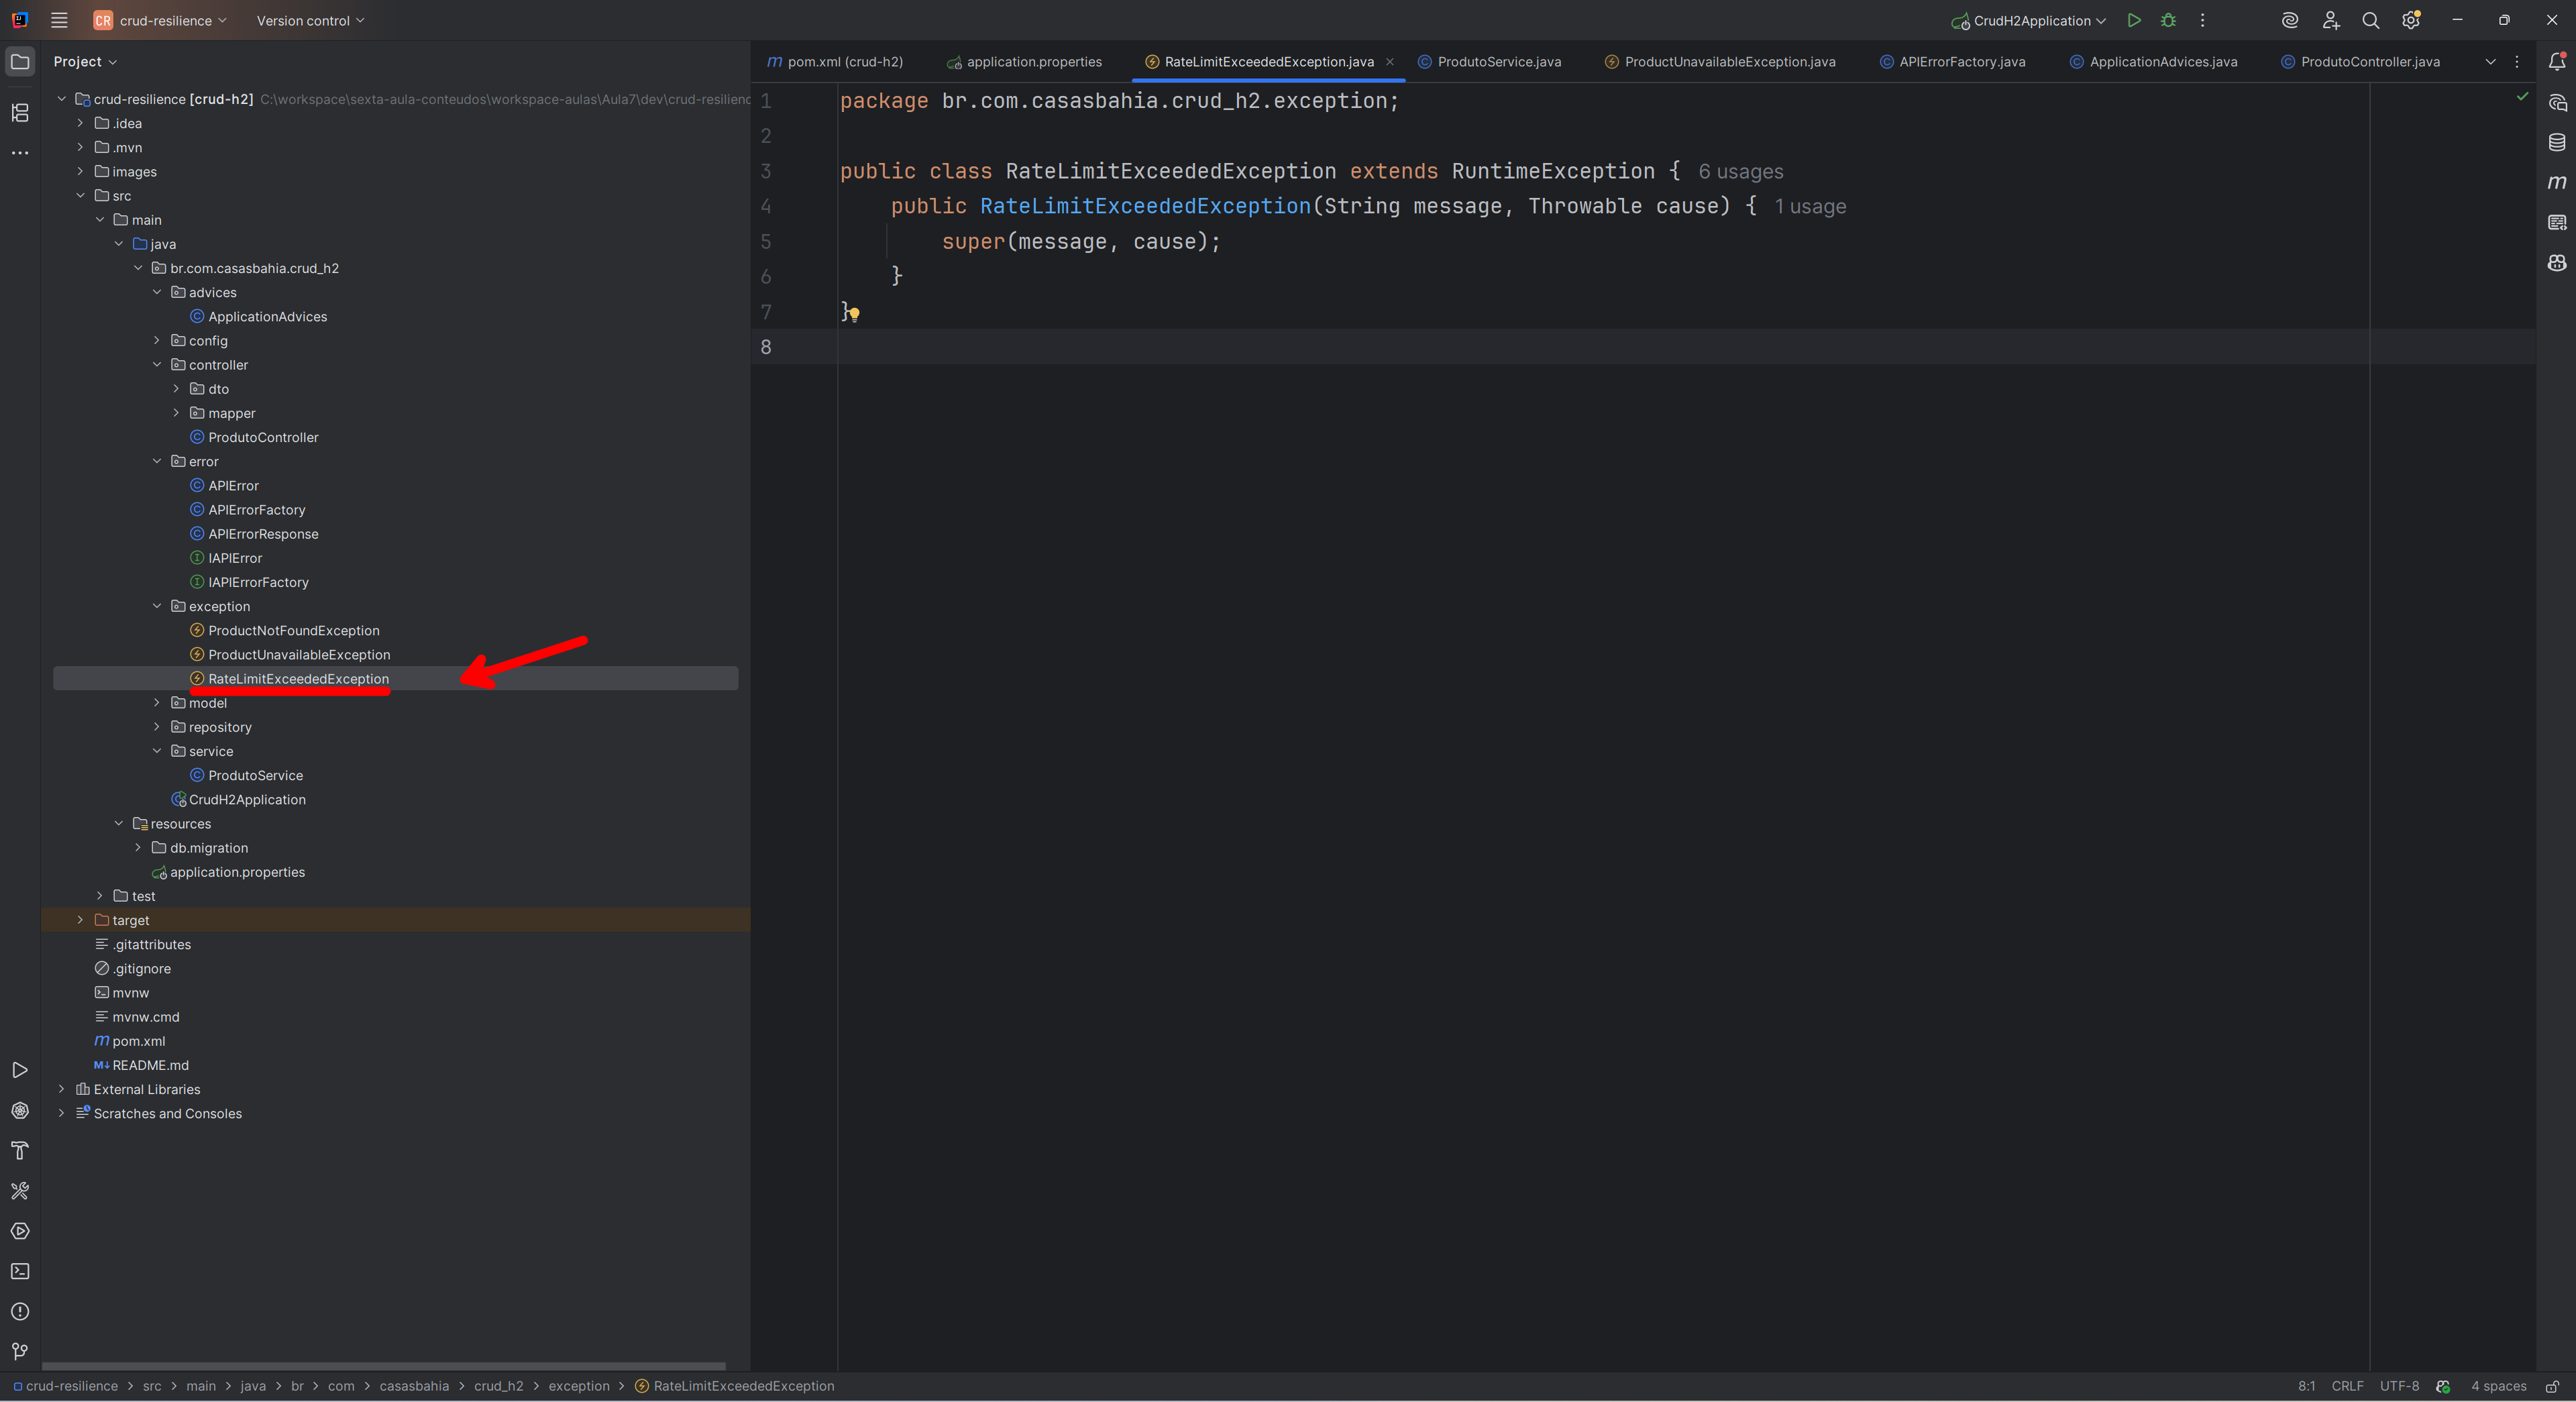 CR crud-resilience Version control CrudH2Application
Project
pom.xml (crud-h2) application.properties RateLimitExceededException.java ProdutoService.java ProductUnavailableException.java APIErrorFactory.java ApplicationAdvices.java ProdutoController.java
crud-resilience [crud-h2] C:\workspace\sexta-aula-conteudos\workspace-aulas\Aula7\dev\crud-resilienc
.idea
.mvn
images
src
main
java
br.com.casasbahia.crud_h2
advices
ApplicationAdvices
config
controller
dto
mapper
ProdutoController
error
APIError
APIErrorFactory
APIErrorResponse
IAPIError
IAPIErrorFactory
exception
ProductNotFoundException
ProductUnavailableException
RateLimitExceededException
model
repository
service
ProdutoService
CrudH2Application
resources
db.migration
application.properties
test
target
.gitattributes
.gitignore
mvnw
mvnw.cmd
pom.xml
README.md
External Libraries
Scratches and Consoles
1 package br.com.casasbahia.crud_h2.exception;
2
3 public class RateLimitExceededException extends RuntimeException { 6 usages
4 public RateLimitExceededException(String message, Throwable cause) { 1 usage
5 super(message, cause);
6 }
7 }
8
crud-resilience > src > main > java > br > com > casasbahia > crud_h2 > exception > RateLimitExceededException 8:1 CRLF UTF-8 4 spaces